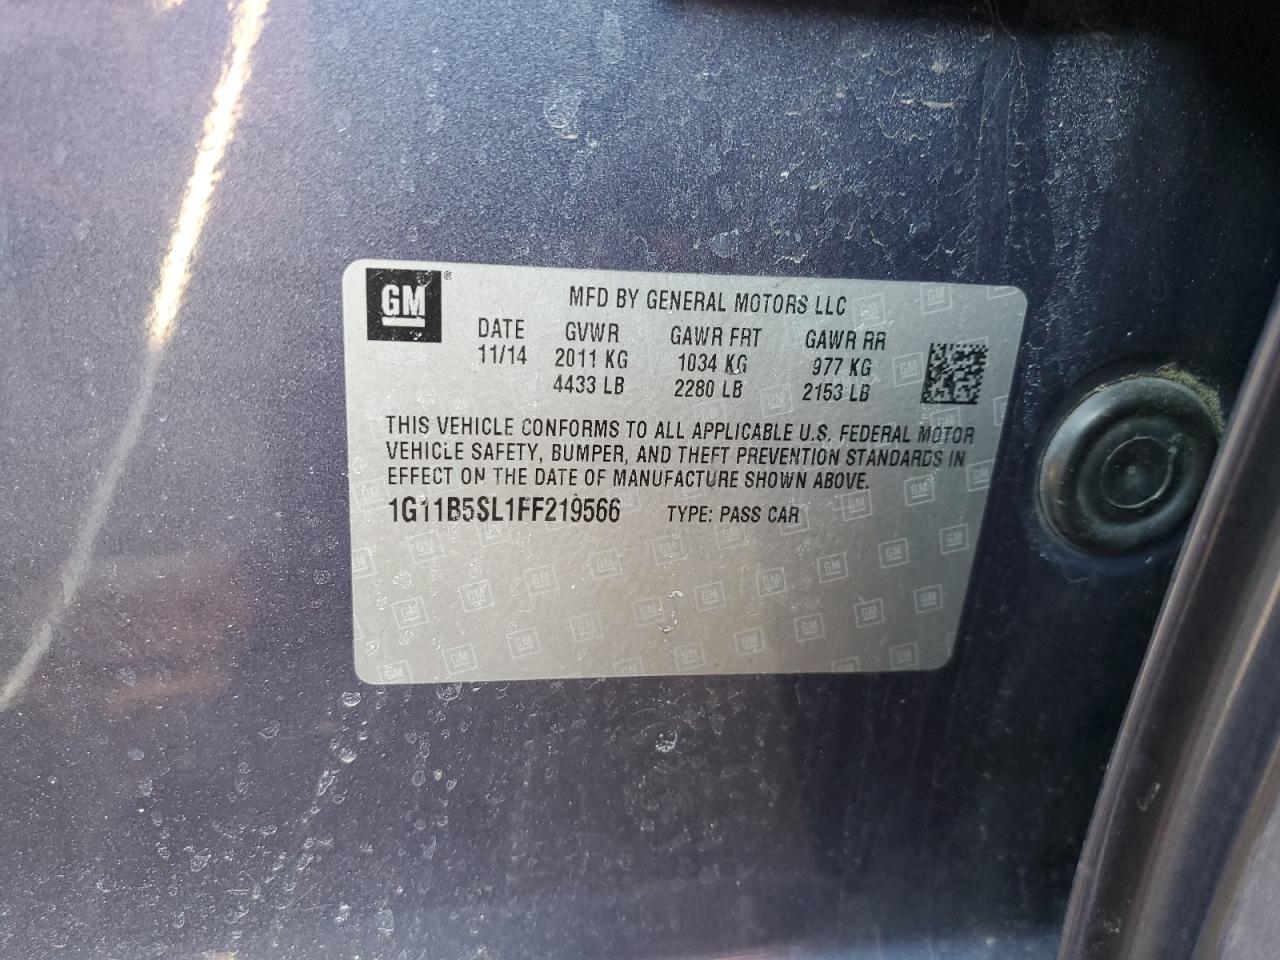 GM ®
MFD BY GENERAL MOTORS LLC
DATE GVWR GAWR FRT GAWR RR
11/14 2011 KG 1034 KG 977 KG
4433 LB 2280 LB 2153 LB
THIS VEHICLE CONFORMS TO ALL APPLICABLE U.S. FEDERAL MOTOR
VEHICLE SAFETY, BUMPER, AND THEFT PREVENTION STANDARDS IN
EFFECT ON THE DATE OF MANUFACTURE SHOWN ABOVE.
1G11B5SL1FF219566 TYPE: PASS CAR